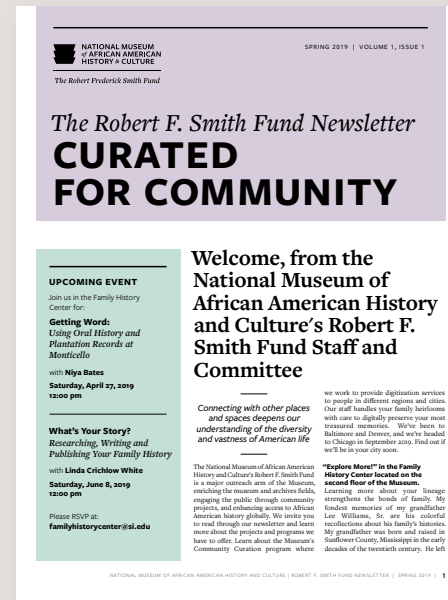 NATIONAL MUSEUM
of AFRICAN AMERICAN
HISTORY & CULTURE
The Robert Frederick Smith Fund
SPRING 2019 | VOLUME 1, ISSUE 1
The Robert F. Smith Fund Newsletter
CURATED
FOR COMMUNITY
UPCOMING EVENT
Join us in the Family History
Center for:
Getting Word:
Using Oral History and
Plantation Records at
Monticello
with Niya Bates
Saturday, April 27, 2019
12:00 pm
What's Your Story?
Researching, Writing and
Publishing Your Family History
with Linda Crichlow White
Saturday, June 8, 2019
12:00 pm
Please RSVP at:
familyhistorycenter@si.edu
Welcome, from the
National Museum of
African American History
and Culture's Robert F.
Smith Fund Staff and
Committee
Connecting with other places
and spaces deepens our
understanding of the diversity
and vastness of American life
The National Museum of African American
History and Culture's Robert F. Smith Fund
is a major outreach arm of the Museum,
enriching the museum and archives fields,
engaging the public through community
projects, and enhancing access to African
American history globally. We invite you
to read through our newsletter and learn
more about the projects and programs we
have to offer. Learn about the Museum's
Community Curation program where
we work to provide digitization services
to people in different regions and cities.
Our staff handles your family heirlooms
with care to digitally preserve your most
treasured memories. We've been to
Baltimore and Denver, and we're headed
to Chicago in September 2019. Find out if
we'll be in your city soon.
"Explore More!" in the Family
History Center located on the
second floor of the Museum.
Learning more about your lineage
strengthens the bonds of family. My
fondest memories of my grandfather
Lee Williams, Sr. are his colorful
recollections about his family's histories.
My grandfather was born and raised in
Sunflower County, Mississippi in the early
decades of the twentieth century. He left
NATIONAL MUSEUM OF AFRICAN AMERICAN HISTORY AND CULTURE | ROBERT F. SMITH FUND NEWSLETTER | SPRING 2019 | 1